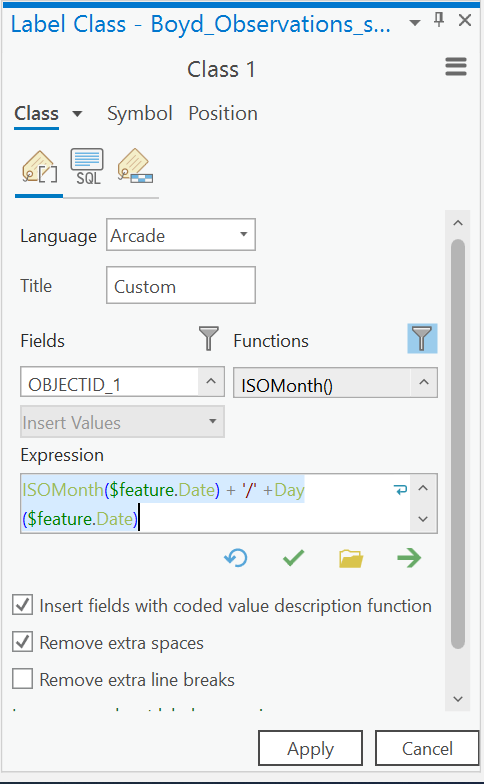 Label Class - Boyd_Observations_s...
Class 1
Class Symbol Position
SQL
Language Arcade
Title Custom
Fields Functions
OBJECTID_1 ISOMonth()
Insert Values
Expression
ISOMonth($feature.Date) + '/' +Day
($feature.Date)
Insert fields with coded value description function
Remove extra spaces
Remove extra line breaks
Apply Cancel